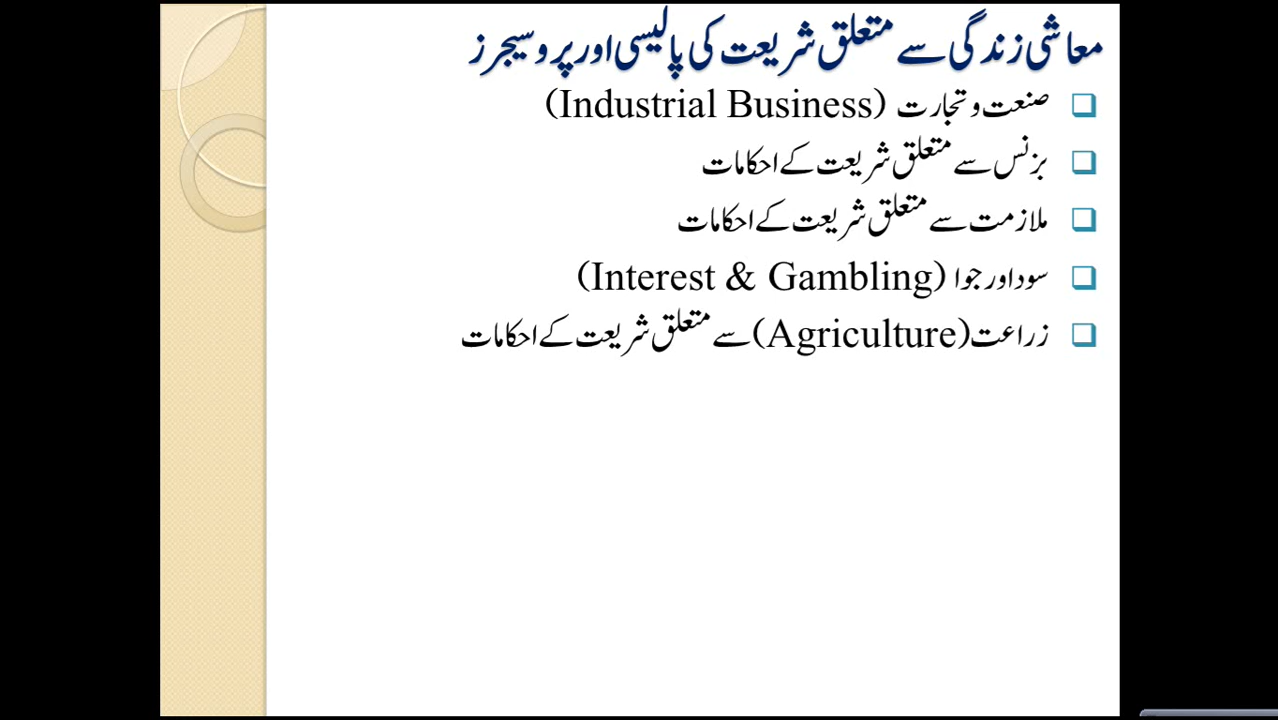 معاشی زندگی سے متعلق شریعت کی پالیسی اور پروسیجرز
صنعت و تجارت (Industrial Business)
بزنس سے متعلق شریعت کے احکامات
ملازمت سے متعلق شریعت کے احکامات
سود اور جوا (Interest & Gambling)
زراعت (Agriculture) سے متعلق شریعت کے احکامات